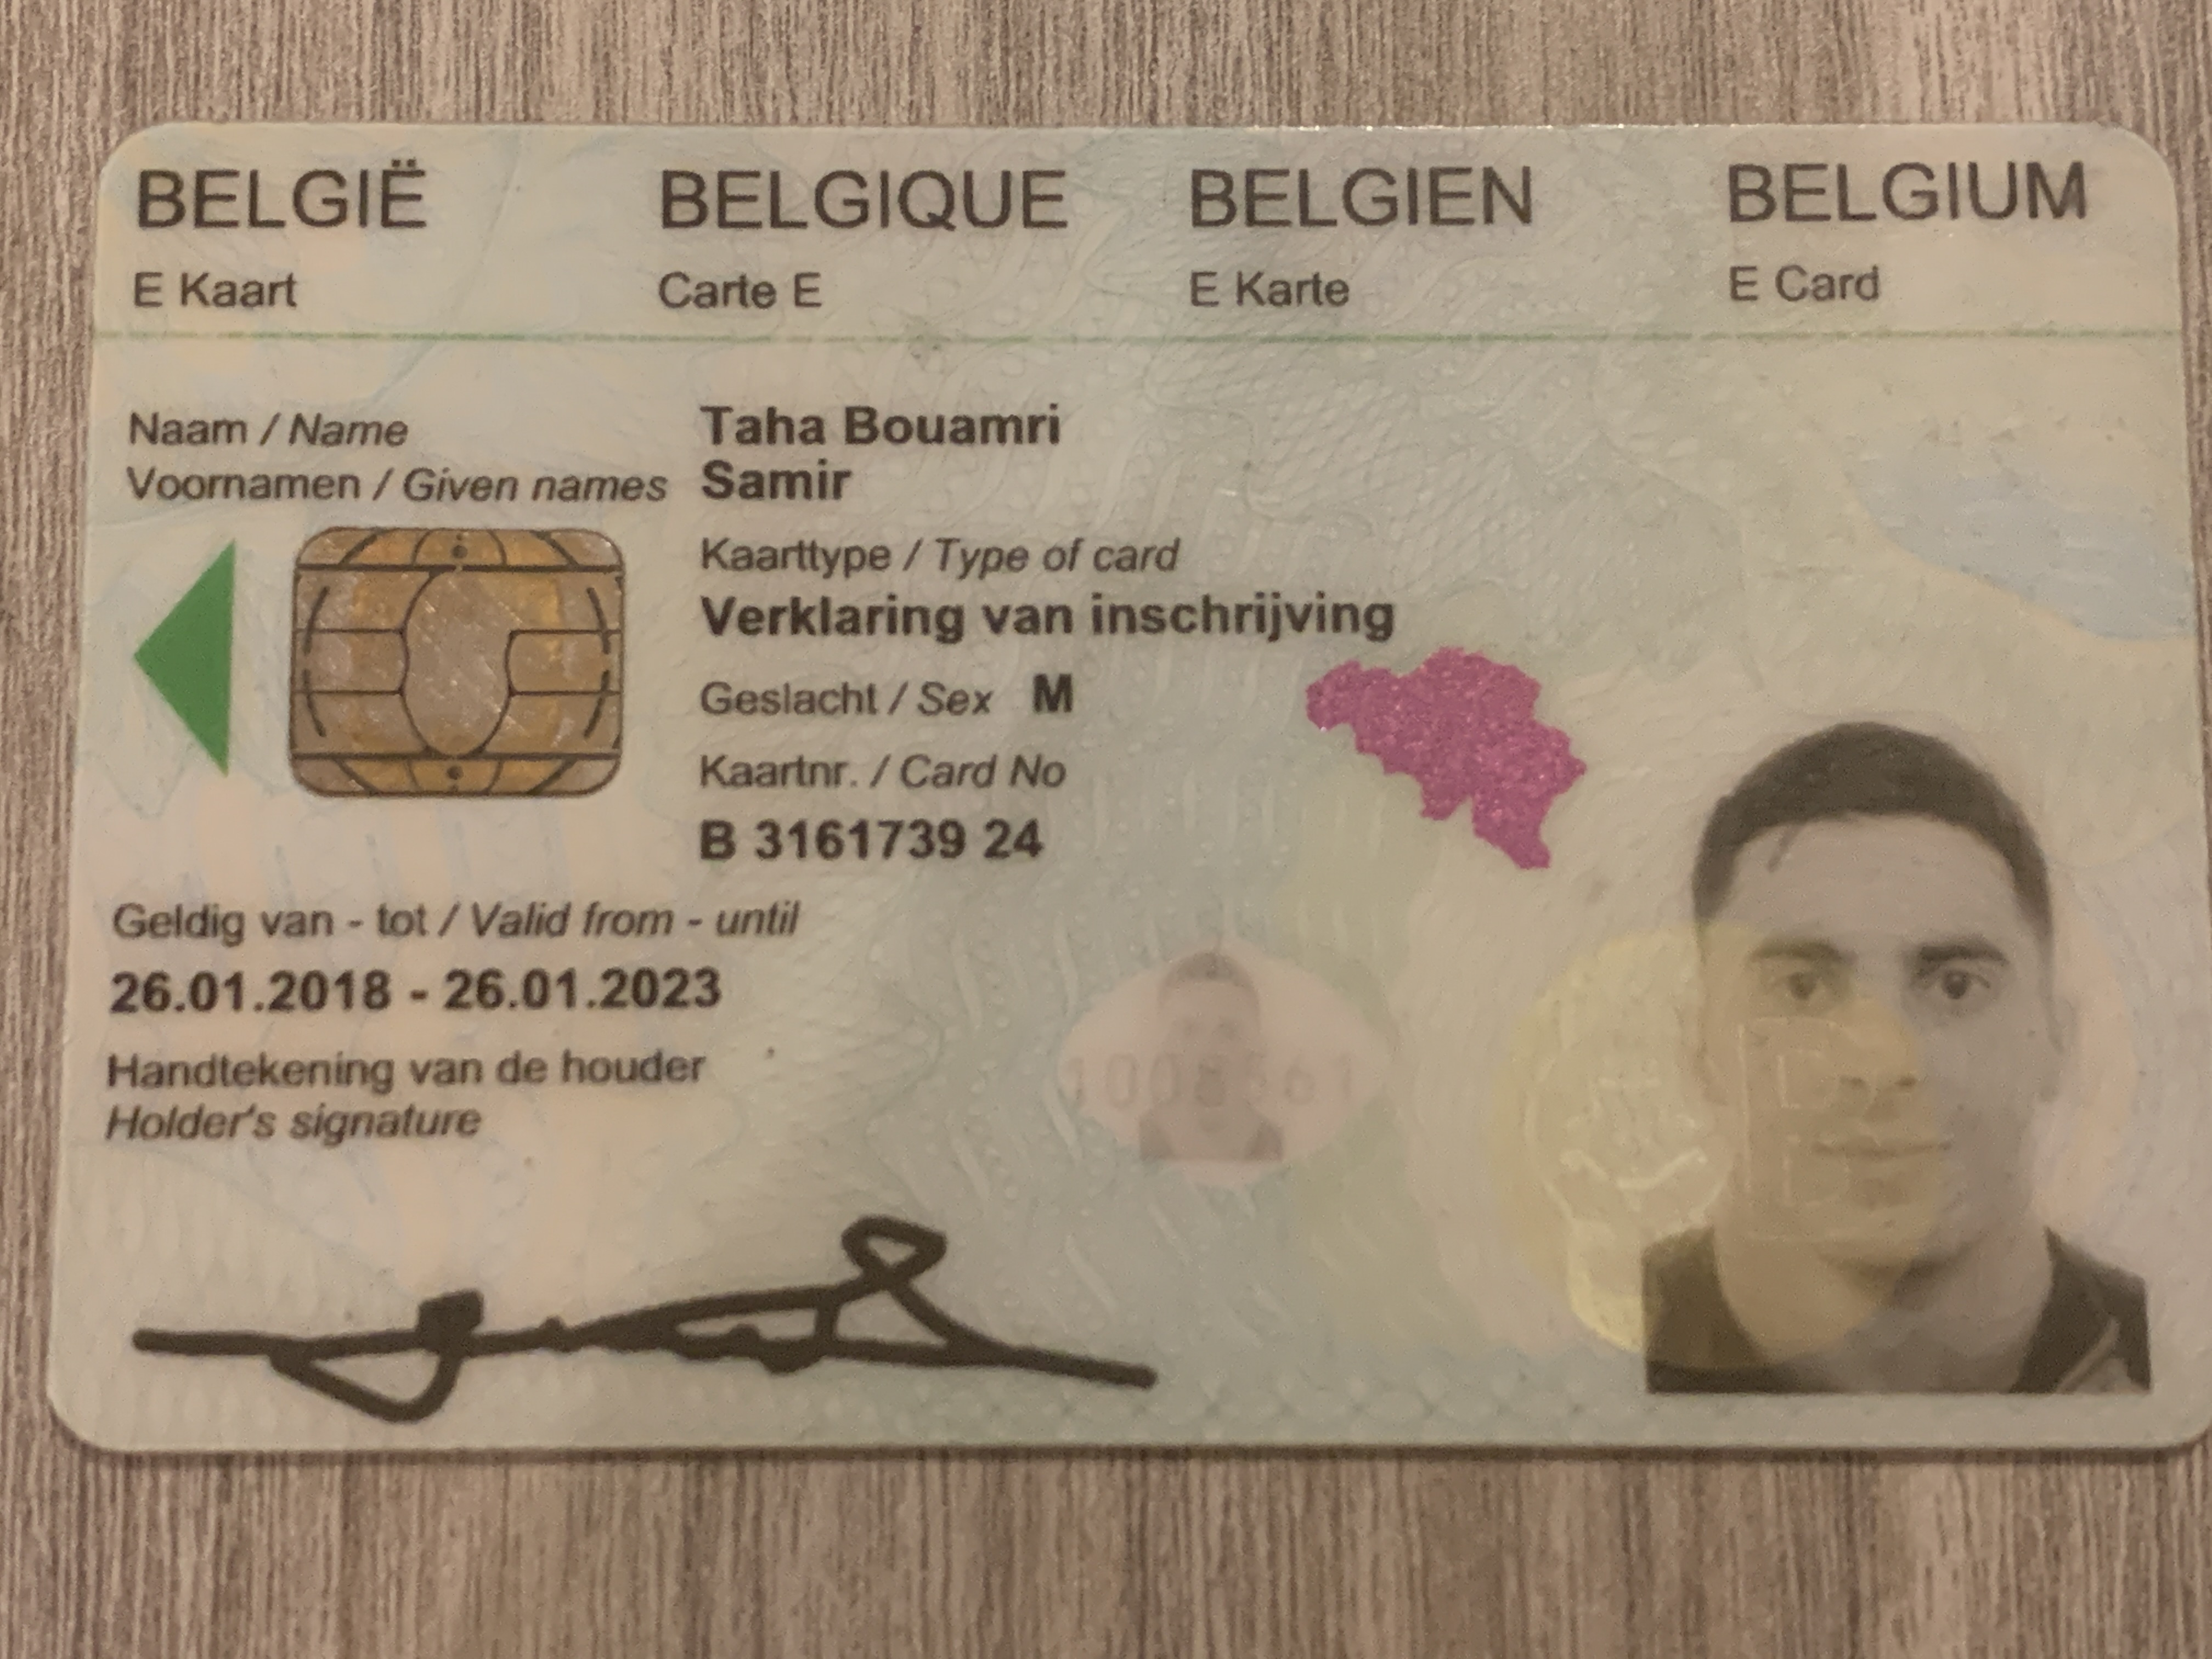 BELGIË BELGIQUE BELGIEN BELGIUM
E Kaart Carte E E Karte E Card
Naam / Name Taha Bouamri
Voornamen / Given names Samir
Kaarttype / Type of card
Verklaring van inschrijving
Geslacht / Sex M
Kaartnr. / Card No
B 3161739 24
Geldig van - tot / Valid from - until
26.01.2018 - 26.01.2023
Handtekening van de houder
Holder's signature